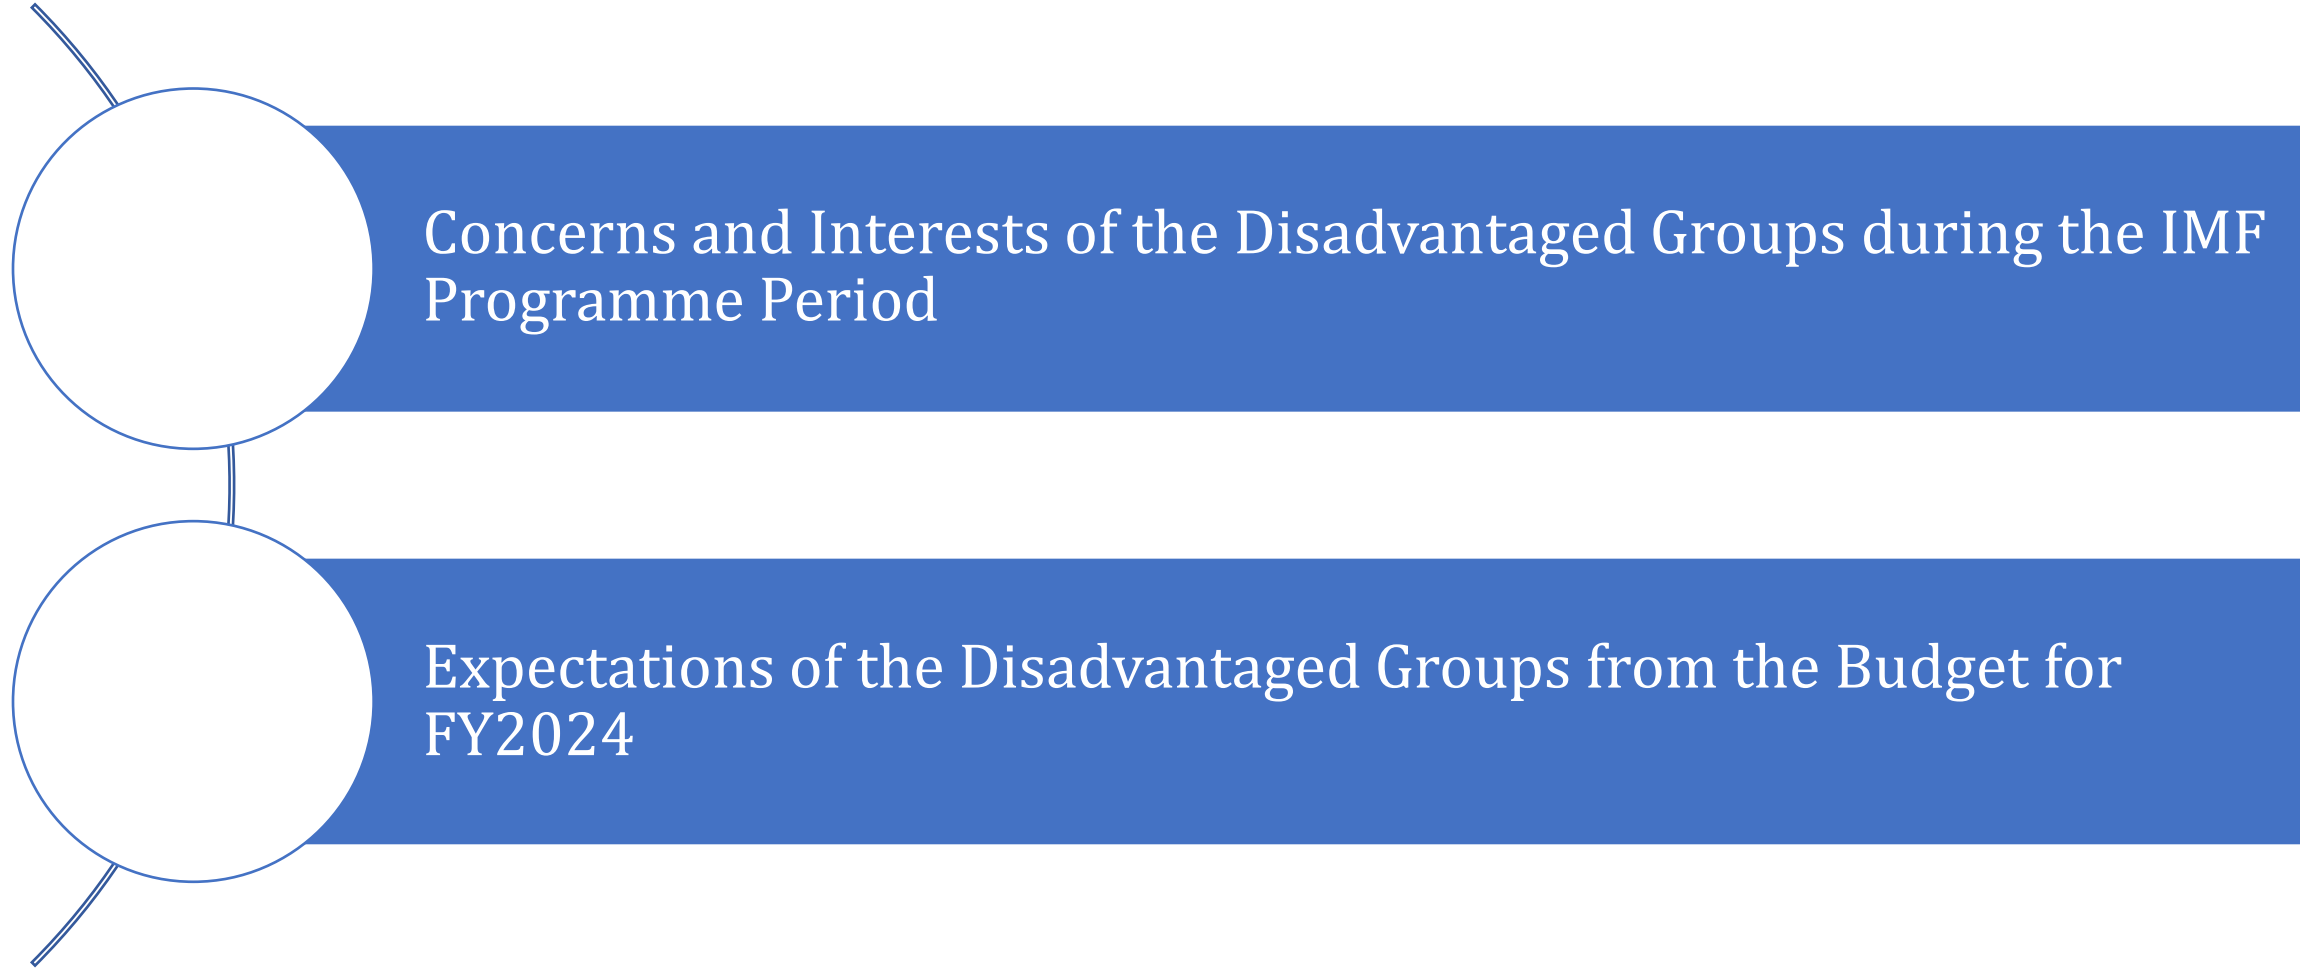 Concerns and Interests of the Disadvantaged Groups during the IMF
Programme Period
Expectations of the Disadvantaged Groups from the Budget for
FY2024